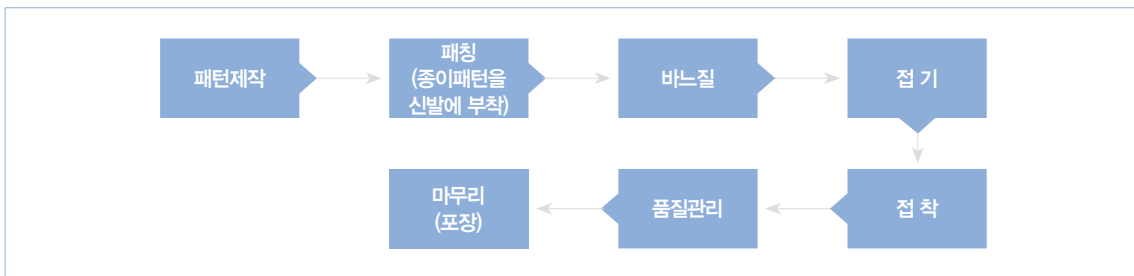 패턴제작
패칭
(종이패턴을
신발에 부착)
바느질
접 기
접 착
품질관리
마무리
(포장)